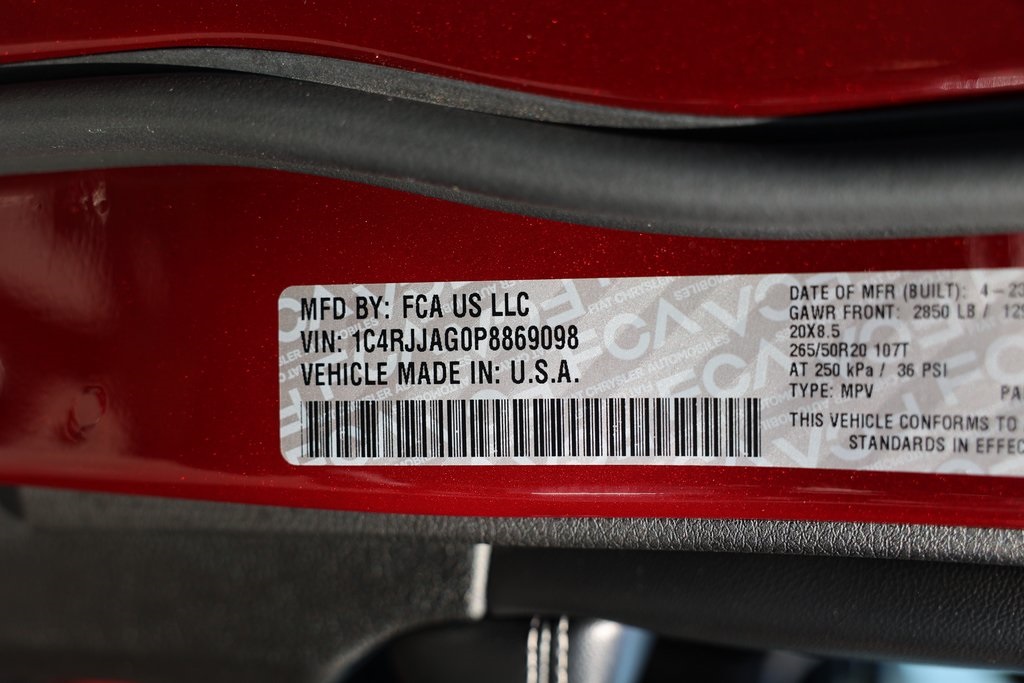 MFD BY: FCA US LLC
VIN: 1C4RJJAG0P8869098
VEHICLE MADE IN: U.S.A.
DATE OF MFR (BUILT): 4-23
GAWR FRONT: 2850 LB / 129
20X8.5
265/50R20 107T
AT 250 kPa / 36 PSI
TYPE: MPV PA
THIS VEHICLE CONFORMS TO
STANDARDS IN EFFEC